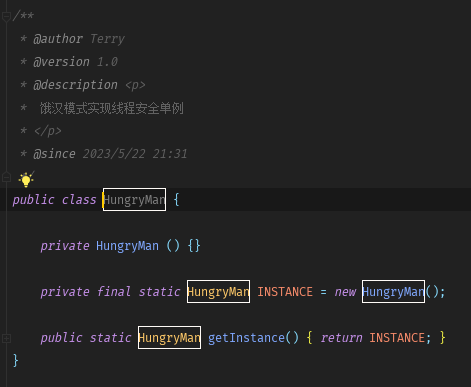 /**
* @author Terry
* @version 1.0
* @description <p>
* 饿汉模式实现线程安全单例
* </p>
* @since 2023/5/22 21:31
public class HungryMan {
private HungryMan () {}
private final static HungryMan INSTANCE = new HungryMan();
public static HungryMan getInstance() { return INSTANCE; }
}